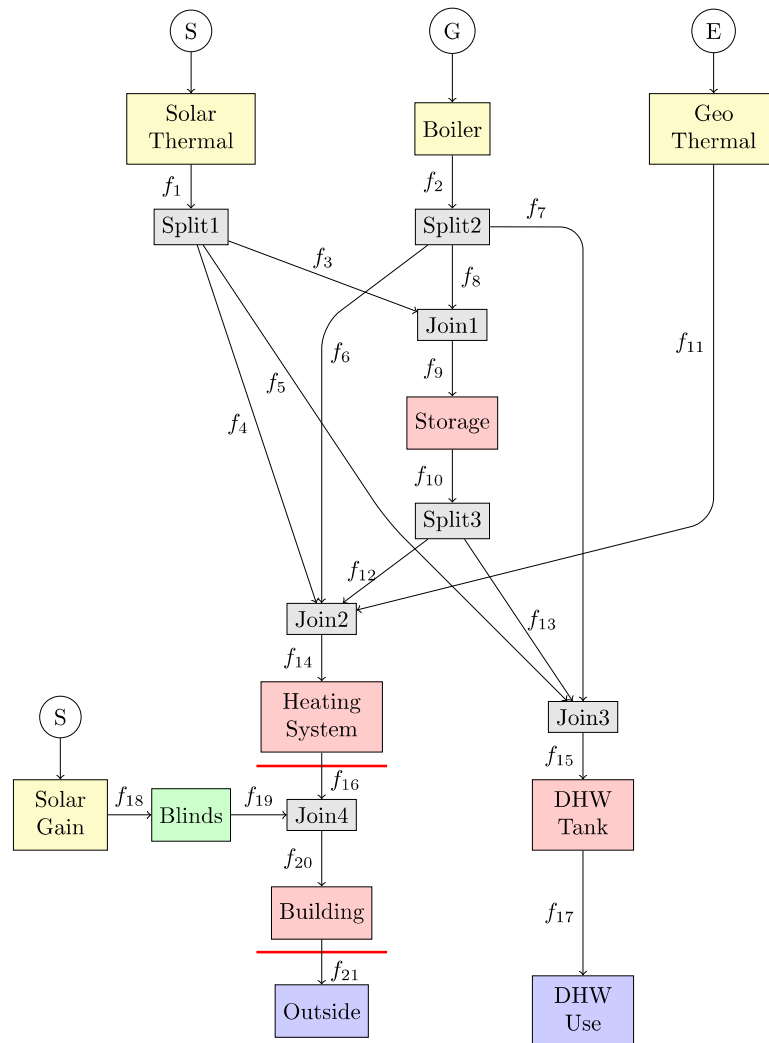 S
G
E
Solar
Thermal
Boiler
Geo
Thermal
f1
f2
f7
Split1
Split2
f3
f8
Join1
f11
f6
f9
f5
f4
Storage
f10
Split3
f12
f13
Join2
f14
Heating
System
S
Join3
f15
f16
Solar
Gain
f18
Blinds
f19
Join4
DHW
Tank
f20
Building
f17
f21
Outside
DHW
Use